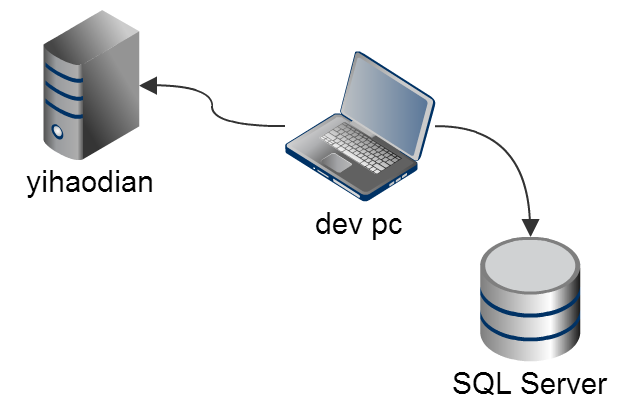 yihaodian
dev pc
SQL Server